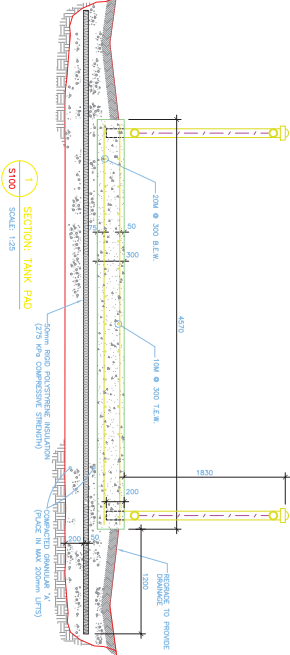 4570
1830
20M @ 300 B.E.W.
10M @ 300 T.E.W.
50
300
75
200
REGRADE TO PROVIDE
DRAINAGE
1200
50
200
50mm RIGID POLYSTYRENE INSULATION
(275 KPa COMPRESSIVE STRENGTH)
COMPACTED GRANULAR "A"
(PLACE IN MAX 200mm LIFTS)
1
S100
SECTION: TANK PAD
SCALE: 1:25